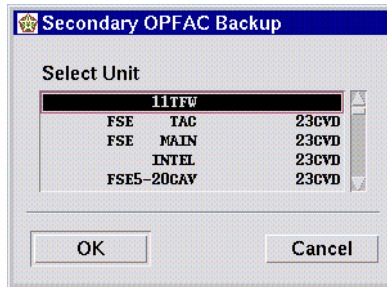 Secondary OPFAC Backup
Select Unit
11TFW
FSE TAC 23CVD
FSE MAIN 23CVD
INTEL 23CVD
FSE5-20CAV 23CVD
OK Cancel